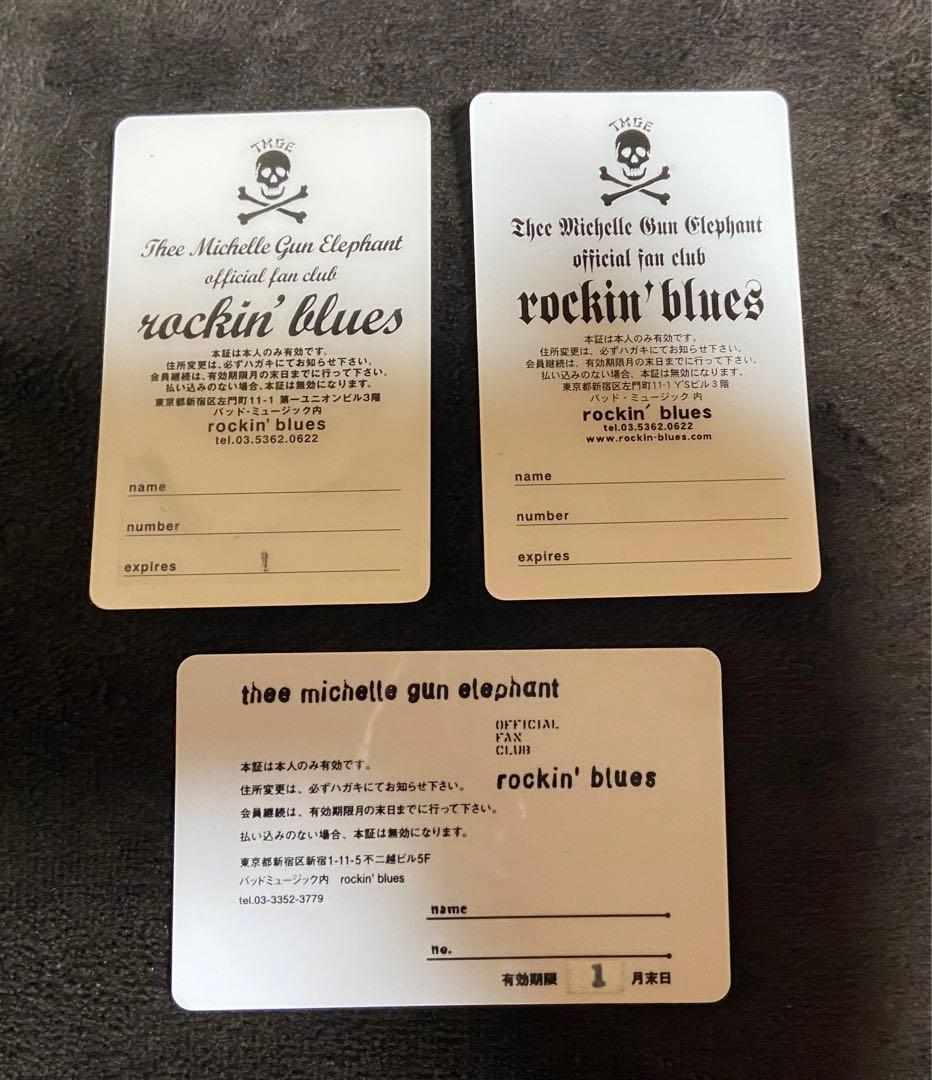 TMGE
Thee Michelle Gun Elephant
official fan club
rockin' blues
本証は本人のみ有効です。
住所変更は、必ずハガキにてお知らせ下さい。
会員継続は、有効期限月の末日までに行って下さい。
払い込みのない場合、本証は無効になります。
東京都新宿区左門町11-1 第一ユニオンビル3階
バッド・ミュージック内
rockin' blues
tel.03.5362.0622
name
number
expires
TMGE
Thee Michelle Gun Elephant
official fan club
rockin' blues
本証は本人のみ有効です。
住所変更は、必ずハガキにてお知らせ下さい。
会員継続は、有効期限月の末日までに行って下さい。
払い込みのない場合、本証は無効になります。
東京都新宿区左門町11-1 Y'Sビル3階
バッド・ミュージック 内
rockin' blues
tel.03.5362.0622
www.rockin-blues.com
name
number
expires
thee michelle gun elephant
OFFICIAL
FAN
CLUB
rockin' blues
本証は本人のみ有効です。
住所変更は、必ずハガキにてお知らせ下さい。
会員継続は、有効期限月の末日までに行って下さい。
払い込みのない場合、本証は無効になります。
東京都新宿区新宿1-11-5不二越ビル5F
バッドミュージック内 rockin' blues
tel.03-3352-3779
name
no.
有効期限 1 月末日